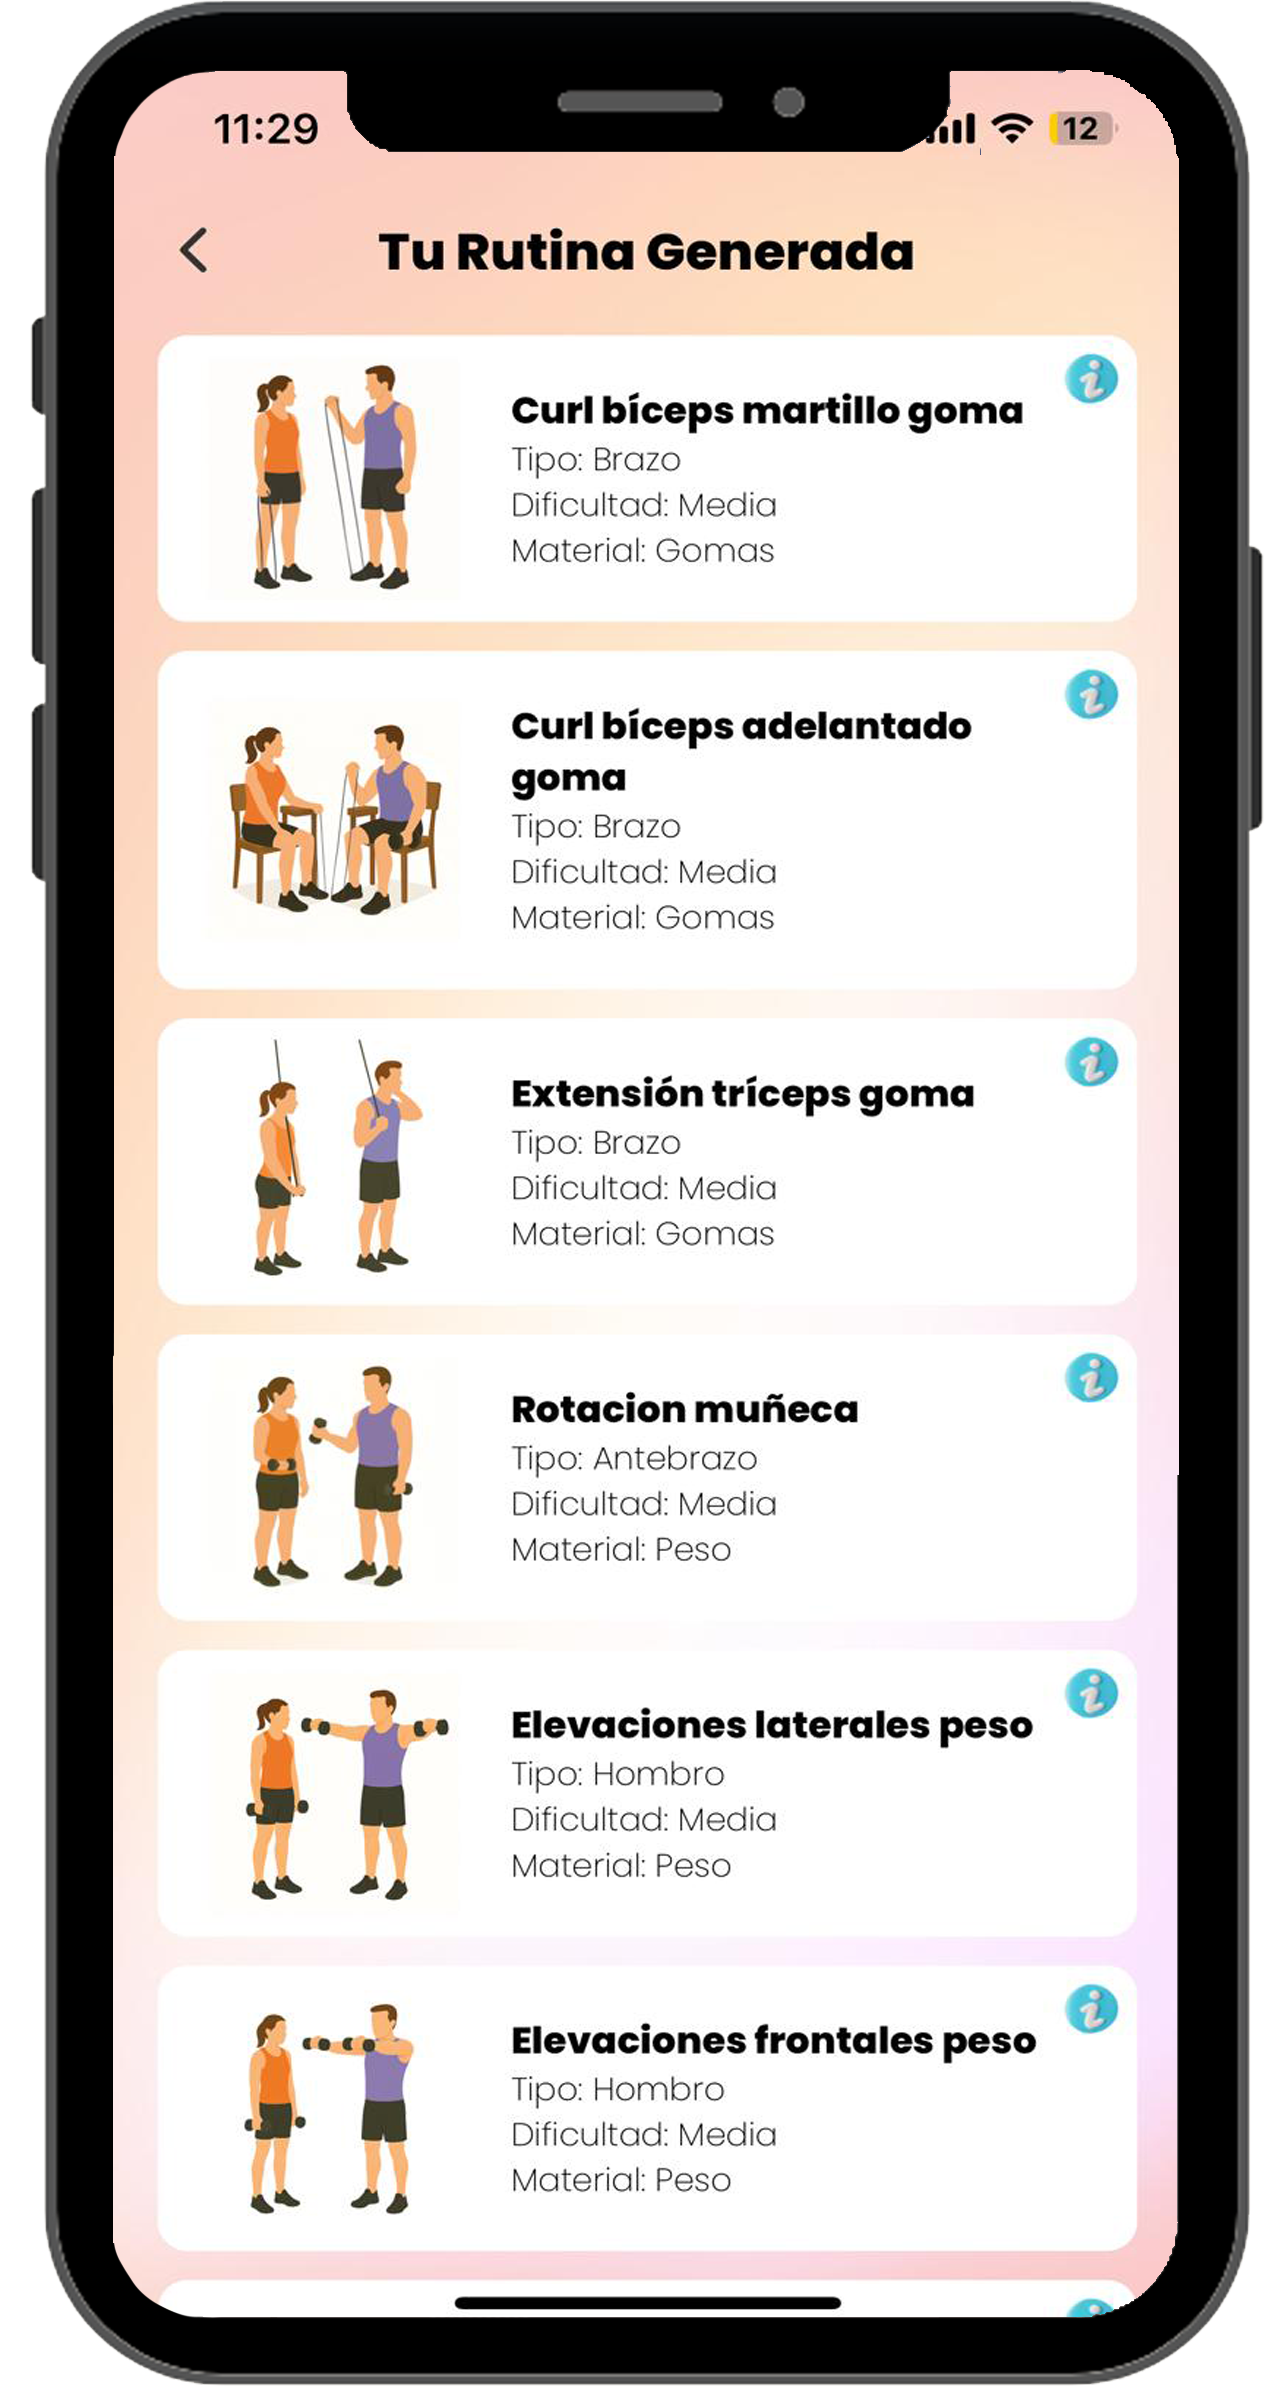 11:29
12
Tu Rutina Generada
Curl bíceps martillo goma
Tipo: Brazo
Dificultad: Media
Material: Gomas
Curl bíceps adelantado
goma
Tipo: Brazo
Dificultad: Media
Material: Gomas
Extensión tríceps goma
Tipo: Brazo
Dificultad: Media
Material: Gomas
Rotacion muñeca
Tipo: Antebrazo
Dificultad: Media
Material: Peso
Elevaciones laterales peso
Tipo: Hombro
Dificultad: Media
Material: Peso
Elevaciones frontales peso
Tipo: Hombro
Dificultad: Media
Material: Peso